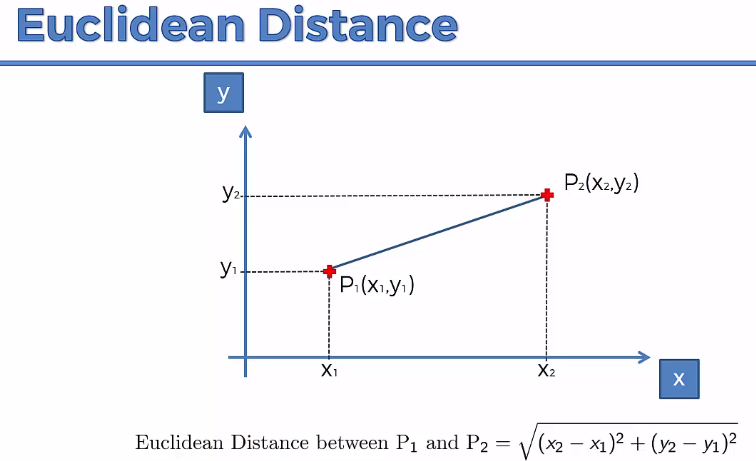 Euclidean Distance
y
y₂
P₂(x₂,y₂)
y₁
P₁(x₁,y₁)
x₁
x₂
x
Euclidean Distance between P₁ and P₂ = √(x₂ − x₁)² + (y₂ − y₁)²